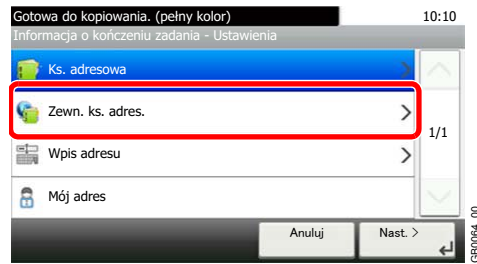 Gotowa do kopiowania. (pełny kolor) 10:10
Informacja o kończeniu zadania - Ustawienia
Ks. adresowa
Zewn. ks. adres.
1/1
Wpis adresu
Mój adres
Anuluj Nast. >
GB0064_00